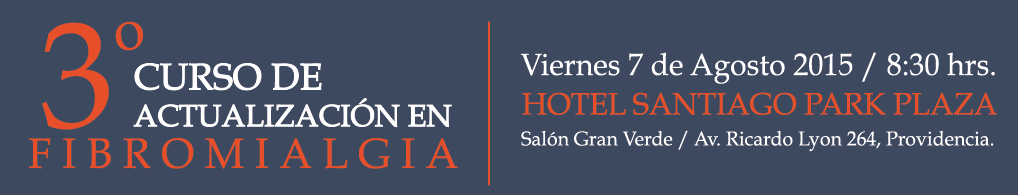 3º
CURSO DE
ACTUALIZACIÓN EN
FIBROMIALGIA
Viernes 7 de Agosto 2015 / 8:30 hrs.
HOTEL SANTIAGO PARK PLAZA
Salón Gran Verde / Av. Ricardo Lyon 264, Providencia.